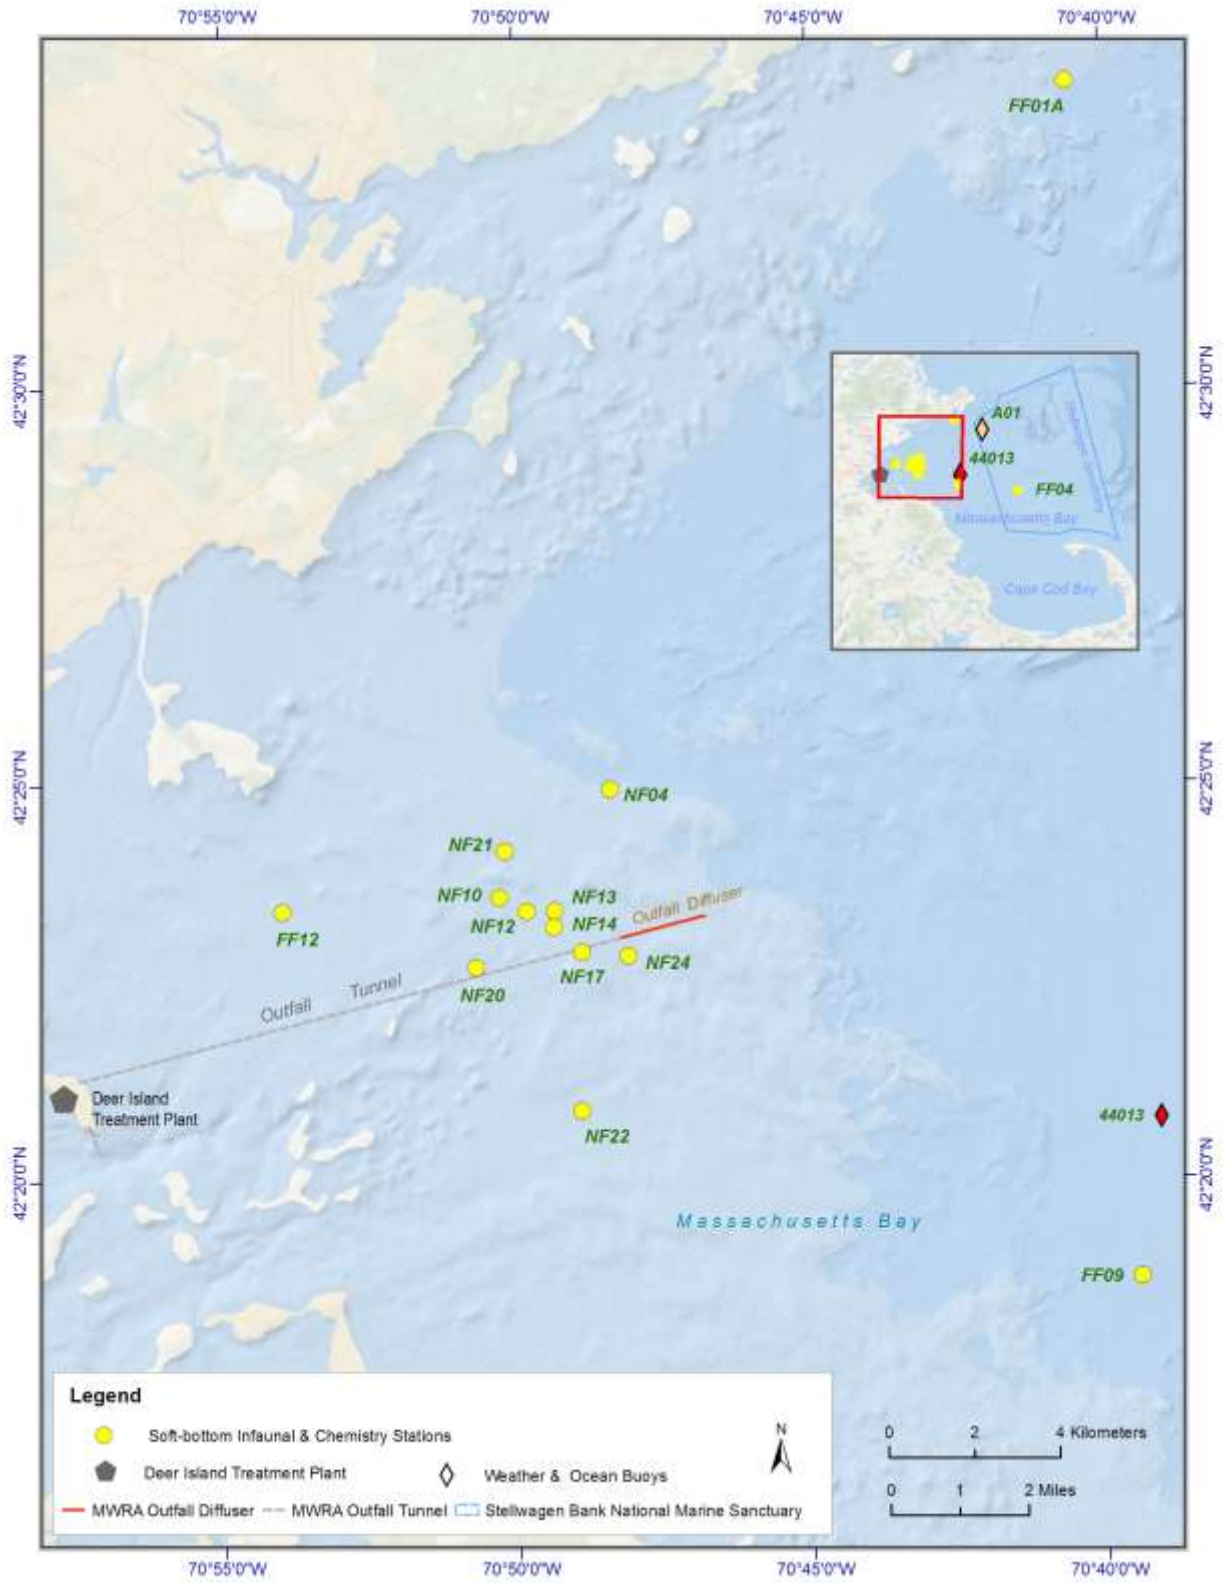 70°55'0"W 70°50'0"W 70°45'0"W 70°40'0"W
FF01A
42°30'0"N
42°30'0"N
A01
44013
FF04
Massachusetts Bay
Cape Cod Bay
42°25'0"N
42°25'0"N
NF04
NF21
NF10
NF13
NF12
NF14
Outfall Diffuser
FF12
NF17
NF24
NF20
Outfall Tunnel
Deer Island
Treatment Plant
44013
NF22
42°20'0"N
42°20'0"N
Massachusetts Bay
FF09
Legend
Soft-bottom Infaunal & Chemistry Stations
Deer Island Treatment Plant
Weather & Ocean Buoys
MWRA Outfall Diffuser
MWRA Outfall Tunnel
Stellwagen Bank National Marine Sanctuary
N
0 2 4 Kilometers
0 1 2 Miles
70°55'0"W 70°50'0"W 70°45'0"W 70°40'0"W